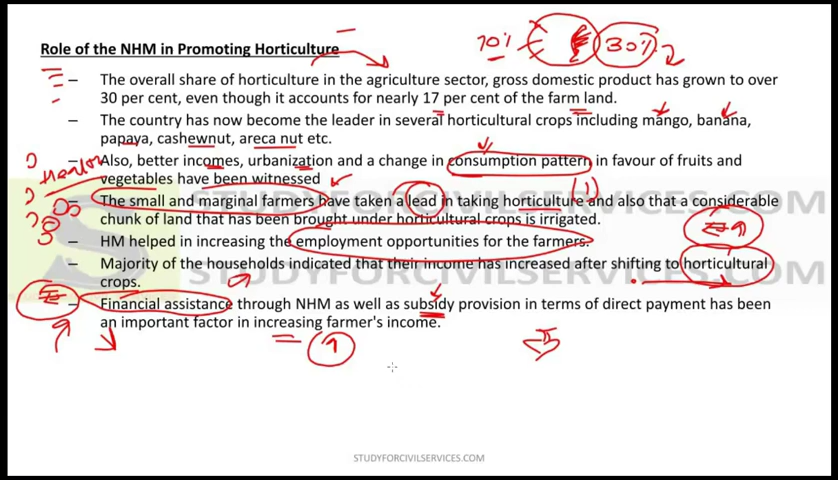 70%
30%
Role of the NHM in Promoting Horticulture
– The overall share of horticulture in the agriculture sector, gross domestic product has grown to over
30 per cent, even though it accounts for nearly 17 per cent of the farm land.
– The country has now become the leader in several horticultural crops including mango, banana,
papaya, cashewnut, areca nut etc.
– Also, better incomes, urbanization and a change in consumption pattern in favour of fruits and
vegetables have been witnessed
(1)
– The small and marginal farmers have taken a lead in taking horticulture and also that a considerable
chunk of land that has been brought under horticultural crops is irrigated.
– HM helped in increasing the employment opportunities for the farmers.
– Majority of the households indicated that their income has increased after shifting to horticultural
crops.
– Financial assistance through NHM as well as subsidy provision in terms of direct payment has been
an important factor in increasing farmer's income.
STUDYFORCIVILSERVICES.COM
STUDYFORCIVILSERVICES.COM
STUDYFORCIVILSERVICES.COM